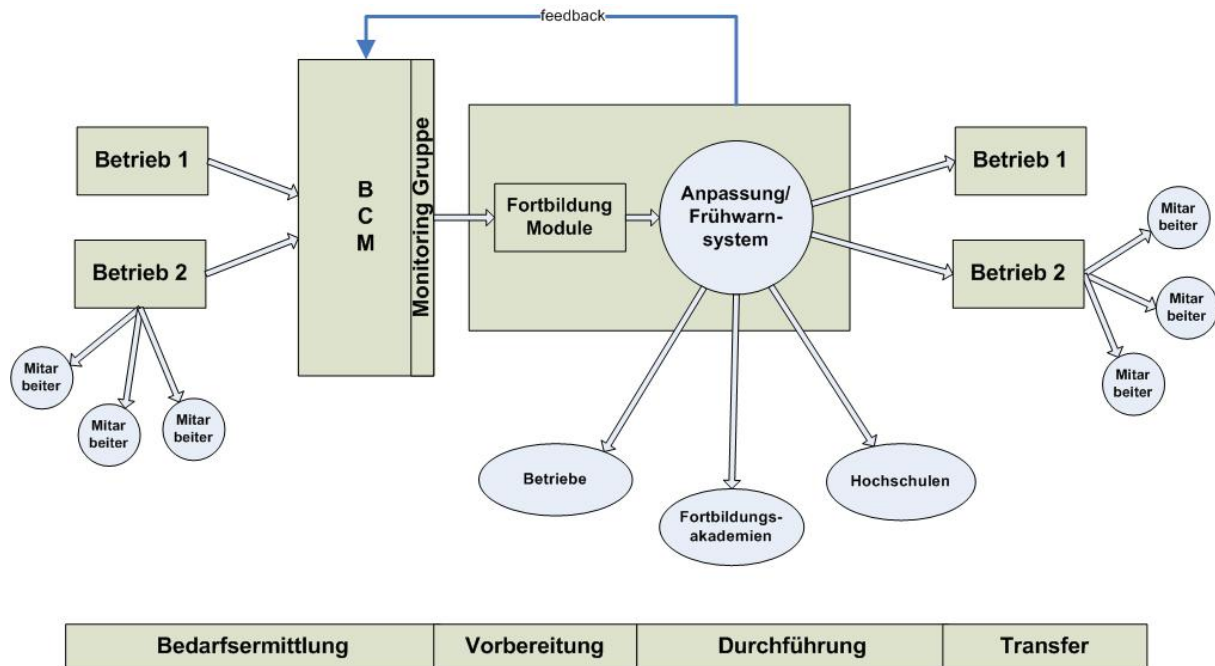 feedback
Betrieb 1
Betrieb 2
Mitar
beiter
Mitar
beiter
Mitar
beiter
B
C
M
Monitoring Gruppe
Fortbildung
Module
Anpassung/
Frühwarn-
system
Betriebe
Fortbildungs-
akademien
Hochschulen
Betrieb 1
Betrieb 2
Mitar
beiter
Mitar
beiter
Mitar
beiter
Bedarfsermittlung
Vorbereitung
Durchführung
Transfer